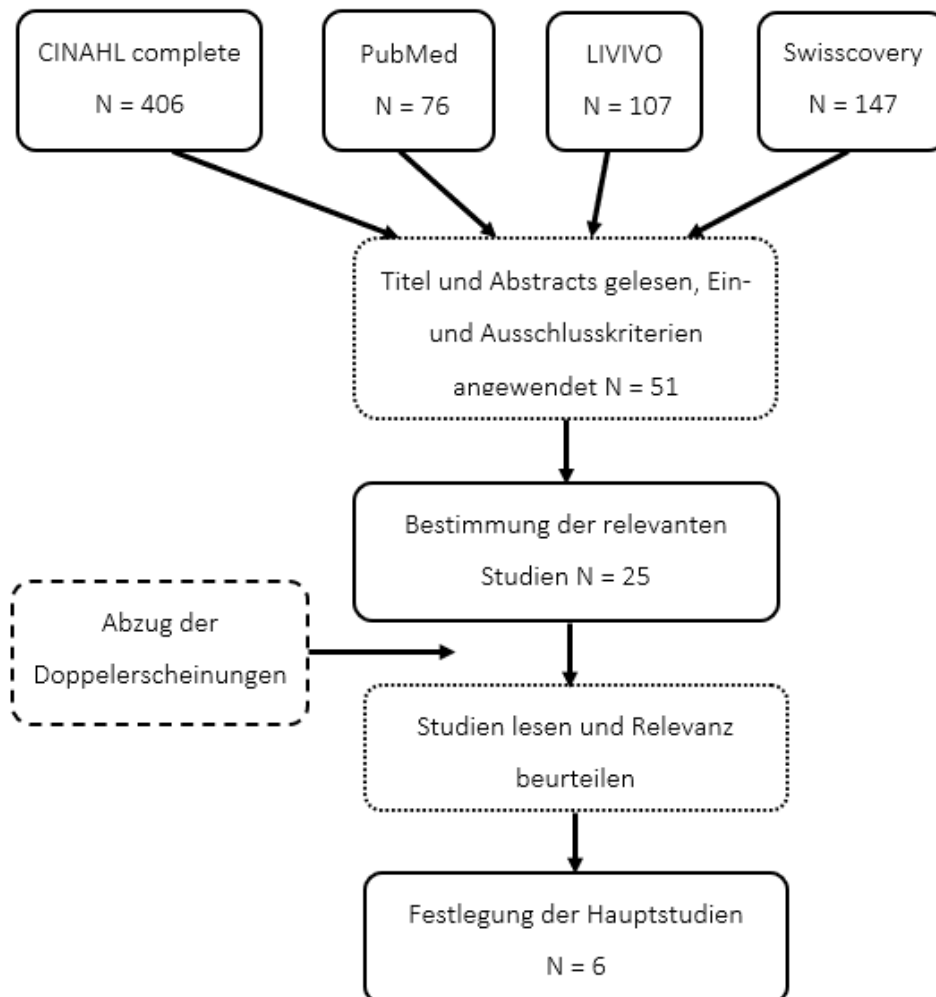 CINAHL complete
N = 406
PubMed
N = 76
LIVIVO
N = 107
Swisscovery
N = 147
Titel und Abstracts gelesen, Ein-
und Ausschlusskriterien
angewendet N = 51
Bestimmung der relevanten
Studien N = 25
Abzug der
Doppelerscheinungen
Studien lesen und Relevanz
beurteilen
Festlegung der Hauptstudien
N = 6